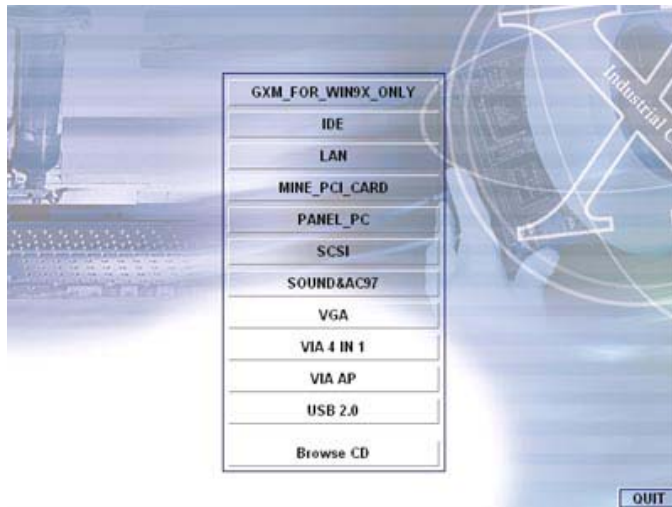 GXM_FOR_WIN9X_ONLY
IDE
LAN
MINE_PCI_CARD
PANEL_PC
SCSI
SOUND&AC97
VGA
VIA 4 IN 1
VIA AP
USB 2.0
Browse CD
Industrial
QUIT